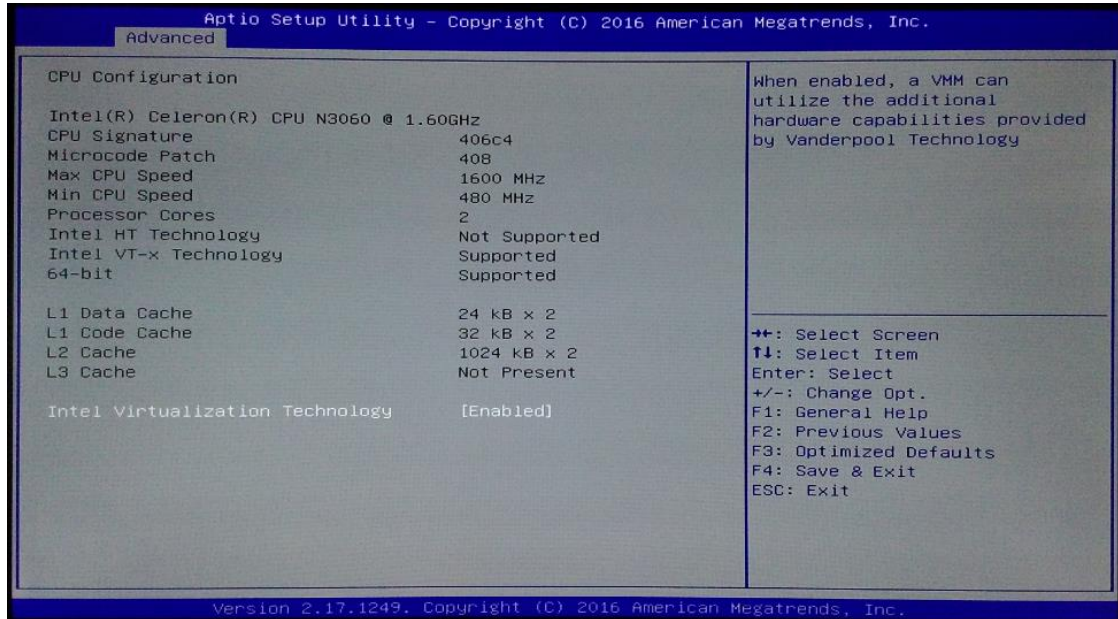 Aptio Setup Utility - Copyright (C) 2016 American Megatrends, Inc.
Advanced
CPU Configuration
Intel(R) Celeron(R) CPU N3060 @ 1.60GHz
CPU Signature 406c4
Microcode Patch 408
Max CPU Speed 1600 MHz
Min CPU Speed 480 MHz
Processor Cores 2
Intel HT Technology Not Supported
Intel VT-x Technology Supported
64-bit Supported
L1 Data Cache 24 kB x 2
L1 Code Cache 32 kB x 2
L2 Cache 1024 kB x 2
L3 Cache Not Present
Intel Virtualization Technology [Enabled]
When enabled, a VMM can
utilize the additional
hardware capabilities provided
by Vanderpool Technology
→←: Select Screen
↑↓: Select Item
Enter: Select
+/-: Change Opt.
F1: General Help
F2: Previous Values
F3: Optimized Defaults
F4: Save & Exit
ESC: Exit
Version 2.17.1249. Copyright (C) 2016 American Megatrends, Inc.